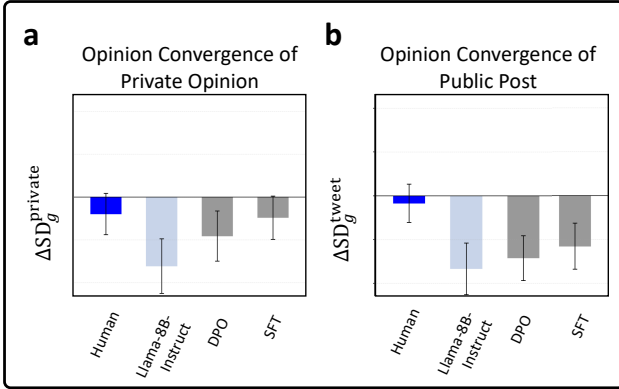 a
Opinion Convergence of
Private Opinion
ΔSD_g^private
Human
Llama-8B-
Instruct
DPO
SFT
b
Opinion Convergence of
Public Post
ΔSD_g^tweet
Human
Llama-8B-
Instruct
DPO
SFT